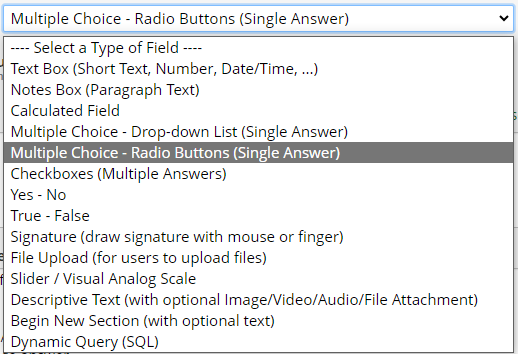 Multiple Choice - Radio Buttons (Single Answer)
---- Select a Type of Field ----
Text Box (Short Text, Number, Date/Time, ...)
Notes Box (Paragraph Text)
Calculated Field
Multiple Choice - Drop-down List (Single Answer)
Multiple Choice - Radio Buttons (Single Answer)
Checkboxes (Multiple Answers)
Yes - No
True - False
Signature (draw signature with mouse or finger)
File Upload (for users to upload files)
Slider / Visual Analog Scale
Descriptive Text (with optional Image/Video/Audio/File Attachment)
Begin New Section (with optional text)
Dynamic Query (SQL)